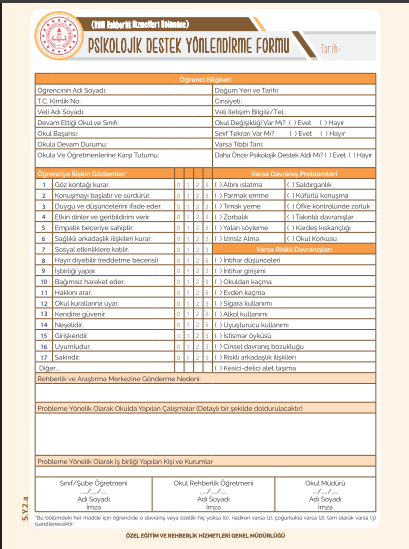 (RAM Rehberlik Hizmetleri Bölümüne)
PSİKOLOJİK DESTEK YÖNLENDİRME FORMU
Tarih:
Öğrenci Bilgileri
Öğrencinin Adı Soyadı: Doğum Yeri ve Tarihi:
T.C. Kimlik No: Cinsiyeti:
Veli Adı Soyadı: Veli İletişim Bilgisi/Tel.:
Devam Ettiği Okul ve Sınıfı: Okul Değişikliği Var Mı? ( ) Evet ( ) Hayır
Okul Başarısı: Sınıf Tekrarı Var Mı? ( ) Evet ( ) Hayır
Okula Devam Durumu: Varsa Tıbbi Tanı:
Okula Ve Öğretmenlerine Karşı Tutumu: Daha Önce Psikolojik Destek Aldı Mı? ( ) Evet ( ) Hayır
Öğrenciye İlişkin Gözlemler* Varsa Davranış Problemleri
1 Göz kontağı kurar. 0 1 2 3 ( ) Altını ıslatma ( ) Saldırganlık
2 Konuşmayı başlatır ve sürdürür. 0 1 2 3 ( ) Parmak emme ( ) Küfürlü konuşma
3 Duygu ve düşüncelerini ifade eder. 0 1 2 3 ( ) Tırnak yeme ( ) Öfke kontrolünde zorluk
4 Etkin dinler ve geribildirim verir. 0 1 2 3 ( ) Zorbalık ( ) Takıntılı davranışlar
5 Empatik beceriye sahiptir. 0 1 2 3 ( ) Yalan söyleme ( ) Kardeş kıskançlığı
6 Sağlıklı arkadaşlık ilişkileri kurar. 0 1 2 3 ( ) İzinsiz Alma ( ) Okul Korkusu
7 Sosyal etkinliklere katılır. 0 1 2 3 Varsa Riskli Davranışları
8 Hayır diyebilir (reddetme becerisi) 0 1 2 3 ( ) İntihar düşünceleri
9 İşbirliği yapar. 0 1 2 3 ( ) İntihar girişimi
10 Bağımsız hareket eder. 0 1 2 3 ( ) Okuldan kaçma
11 Hakkını arar. 0 1 2 3 ( ) Evden kaçma
12 Okul kurallarına uyar. 0 1 2 3 ( ) Sigara kullanımı
13 Kendine güvenir. 0 1 2 3 ( ) Alkol kullanımı
14 Neşelidir. 0 1 2 3 ( ) Uyuşturucu kullanımı
15 Girişkendir. 0 1 2 3 ( ) İstismar öyküsü
16 Uyumludur. 0 1 2 3 ( ) Cinsel davranış bozukluğu
17 Sakindir. 0 1 2 3 ( ) Riskli arkadaşlık ilişkileri
Diğer... ( ) Kesici-delici alet taşıma
Rehberlik ve Araştırma Merkezine Gönderme Nedeni:
Probleme Yönelik Olarak Okulda Yapılan Çalışmalar (Detaylı bir şekilde doldurulacaktır)
Probleme Yönelik Olarak İş birliği Yapılan Kişi ve Kurumlar
Sınıf/Şube Öğretmeni Okul Rehberlik Öğretmeni Okul Müdürü
..../..../.... ..../..../.... ..../..../....
Adı Soyadı Adı Soyadı Adı Soyadı
İmza İmza İmza
*Bu bölümdeki her madde için öğrencide o davranış veya özellik hiç yoksa (0), nadiren varsa (1), çoğunlukla varsa (2), tam olarak varsa (3)
işaretlenecektir.
S.Y.2.a
ÖZEL EĞİTİM VE REHBERLİK HİZMETLERİ GENEL MÜDÜRLÜĞÜ